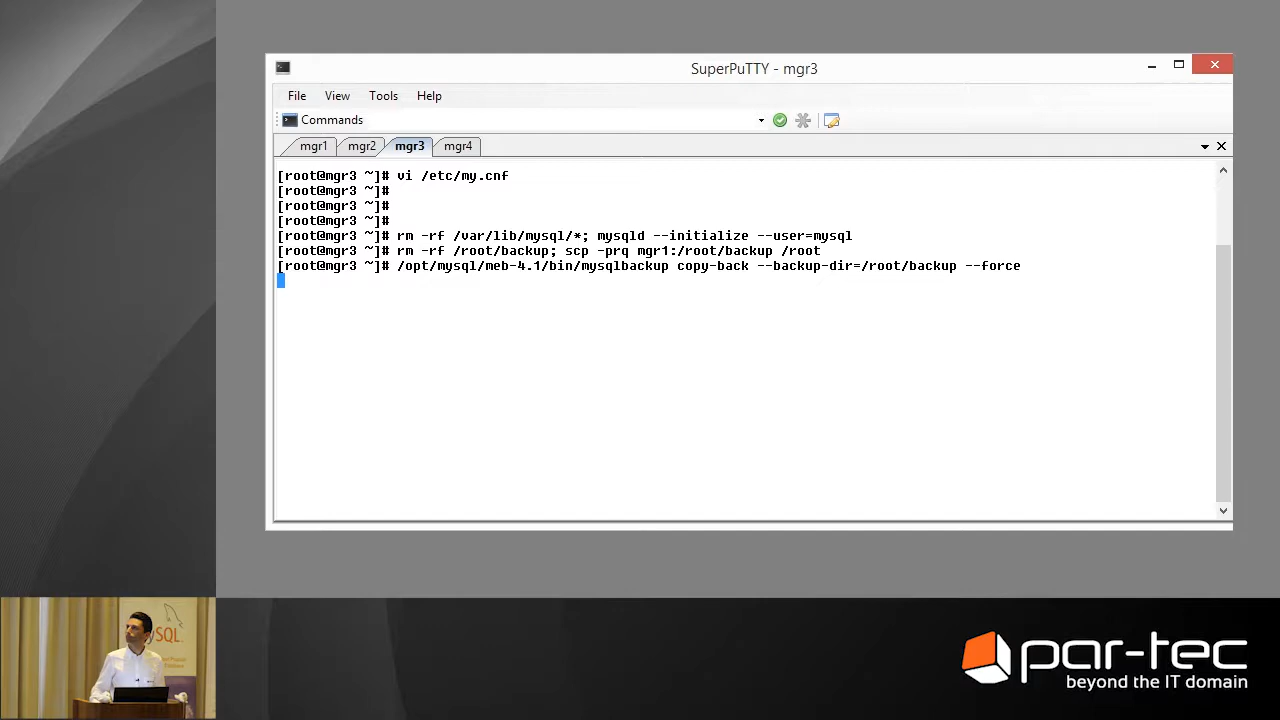 SuperPuTTY - mgr3
File View Tools Help
Commands
mgr1 mgr2 mgr3 mgr4
[root@mgr3 ~]# vi /etc/my.cnf
[root@mgr3 ~]#
[root@mgr3 ~]#
[root@mgr3 ~]#
[root@mgr3 ~]# rm -rf /var/lib/mysql/*; mysqld --initialize --user=mysql
[root@mgr3 ~]# rm -rf /root/backup; scp -prq mgr1:/root/backup /root
[root@mgr3 ~]# /opt/mysql/meb-4.1/bin/mysqlbackup copy-back --backup-dir=/root/backup --force
ySQL
par-tec
beyond the IT domain